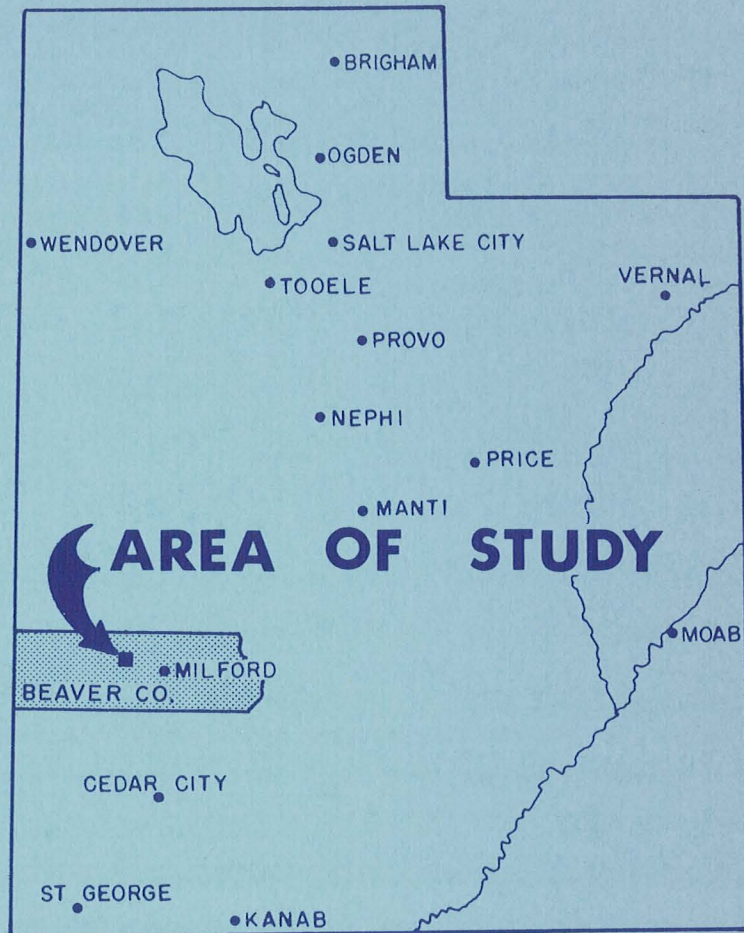 BRIGHAM
OGDEN
WENDOVER
SALT LAKE CITY
VERNAL
TOOELE
PROVO
NEPHI
PRICE
MANTI
AREA OF STUDY
MOAB
MILFORD
BEAVER CO.
CEDAR CITY
ST GEORGE
KANAB